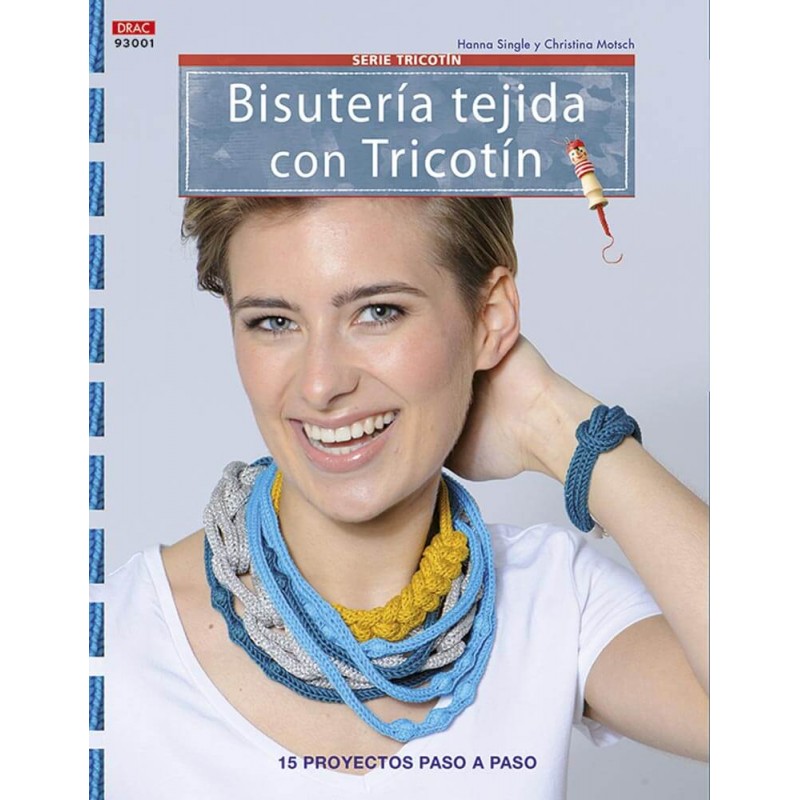 DRAC
93001
Hanna Single y Christina Motsch
SERIE TRICOTÍN
Bisutería tejida
con Tricotín
15 PROYECTOS PASO A PASO